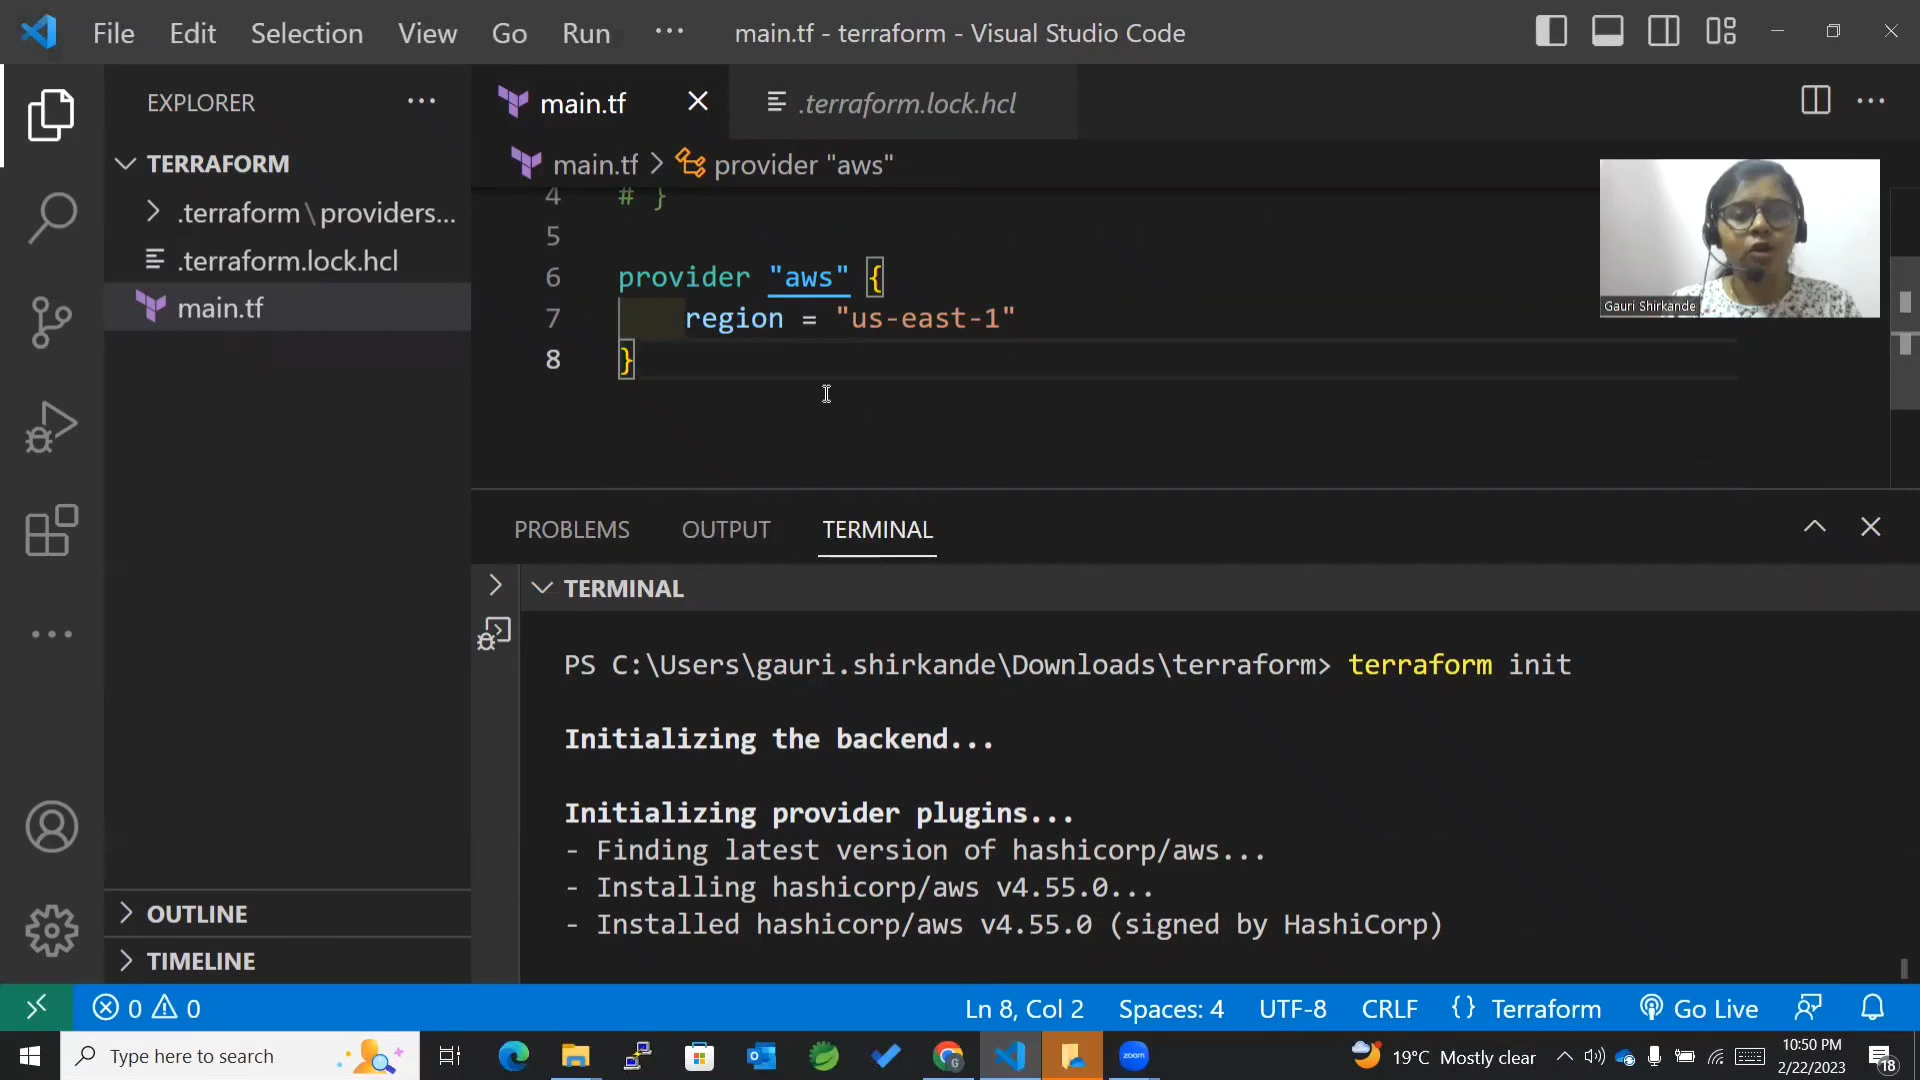 File Edit Selection View Go Run ··· main.tf - terraform - Visual Studio Code
EXPLORER
TERRAFORM
.terraform\providers...
.terraform.lock.hcl
main.tf
OUTLINE
TIMELINE
main.tf .terraform.lock.hcl
main.tf > provider "aws"
4 # }
5
6 provider "aws" {
7 region = "us-east-1"
8 }
Gauri Shirkande
PROBLEMS OUTPUT TERMINAL
TERMINAL
PS C:\Users\gauri.shirkande\Downloads\terraform> terraform init
Initializing the backend...
Initializing provider plugins...
- Finding latest version of hashicorp/aws...
- Installing hashicorp/aws v4.55.0...
- Installed hashicorp/aws v4.55.0 (signed by HashiCorp)
0 0 Ln 8, Col 2 Spaces: 4 UTF-8 CRLF {} Terraform Go Live
Type here to search
zoom
19°C Mostly clear
10:50 PM
2/22/2023
18